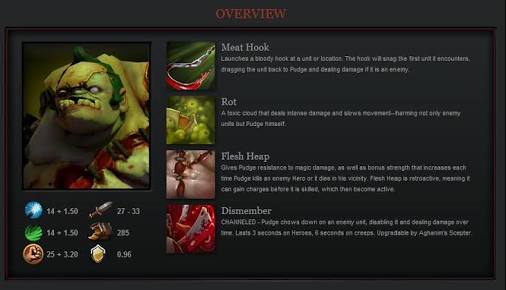 OVERVIEW
Meat Hook
Launches a bloody hook at a unit or location. The hook will snag the first unit it encounters,
dragging the unit back to Pudge and dealing damage if it is an enemy.
Rot
A toxic cloud that deals intense damage and slows movement--harming not only enemy
units but Pudge himself.
Flesh Heap
Gives Pudge resistance to magic damage, as well as bonus strength that increases each
time Pudge kills an enemy Hero or it dies in his vicinity. Flesh Heap is retroactive, meaning it
can gain charges before it is skilled, which then become active.
Dismember
CHANNELED - Pudge chows down on an enemy unit, disabling it and dealing damage over
time. Lasts 3 seconds on Heroes, 6 seconds on creeps. Upgradable by Aghanim's Scepter.
14 + 1.50 27 - 33
14 + 1.50 285
25 + 3.20 0.96